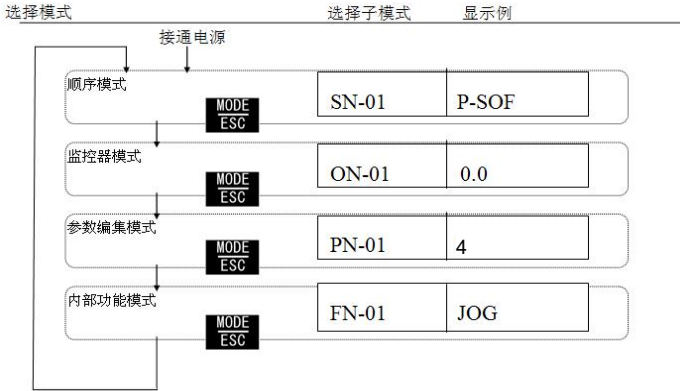 选择模式 选择子模式 显示例
接通电源
顺序模式
MODE
ESC
SN-01 P-SOF
监控器模式
MODE
ESC
ON-01 0.0
参数编集模式
MODE
ESC
PN-01 4
内部功能模式
MODE
ESC
FN-01 JOG